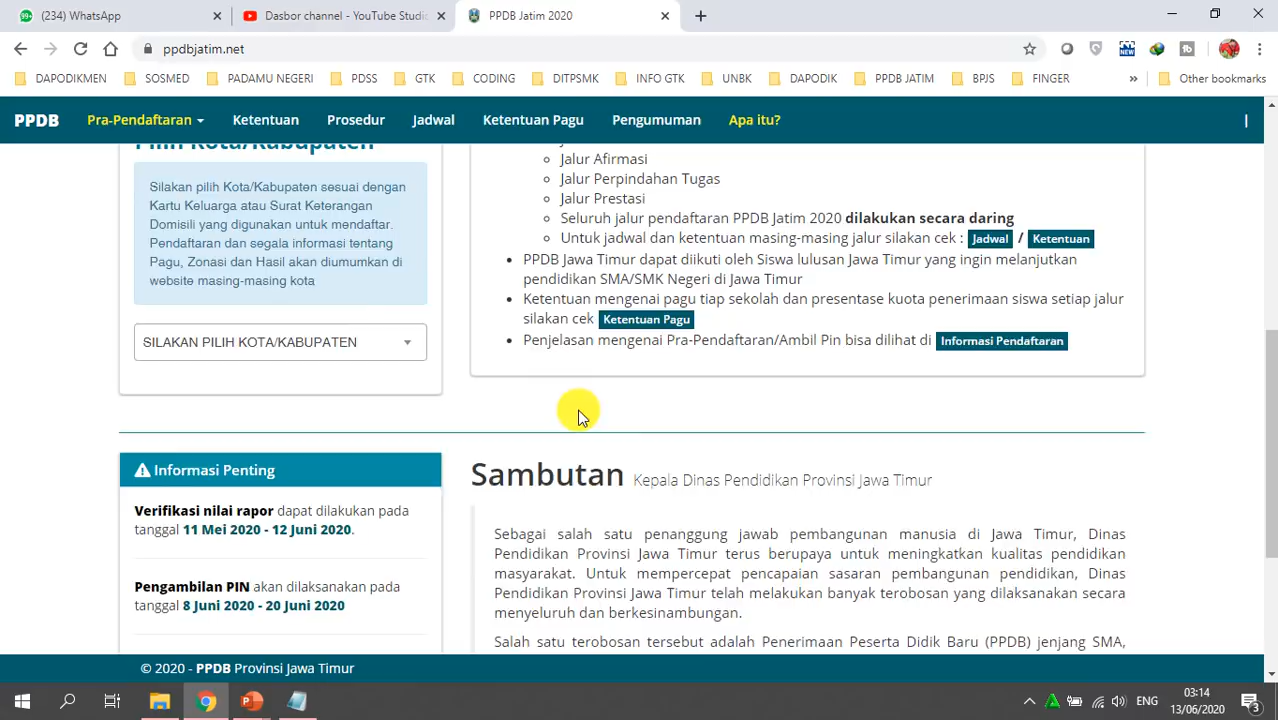 (234) WhatsApp
Dasbor channel - YouTube Studio
PPDB Jatim 2020
ppdbjatim.net
NEW
DAPODIKMEN
SOSMED
PADAMU NEGERI
PDSS
GTK
CODING
DITPSMK
INFO GTK
UNBK
DAPODIK
PPDB JATIM
BPJS
FINGER
Other bookmarks
PPDB Pra-Pendaftaran Ketentuan Prosedur Jadwal Ketentuan Pagu Pengumuman Apa itu?
Pilih Kota/Kabupaten
Silakan pilih Kota/Kabupaten sesuai dengan
Kartu Keluarga atau Surat Keterangan
Domisili yang digunakan untuk mendaftar.
Pendaftaran dan segala informasi tentang
Pagu, Zonasi dan Hasil akan diumumkan di
website masing-masing kota
SILAKAN PILIH KOTA/KABUPATEN
Jalur Afirmasi
Jalur Perpindahan Tugas
Jalur Prestasi
Seluruh jalur pendaftaran PPDB Jatim 2020 dilakukan secara daring
Untuk jadwal dan ketentuan masing-masing jalur silakan cek : Jadwal / Ketentuan
PPDB Jawa Timur dapat diikuti oleh Siswa lulusan Jawa Timur yang ingin melanjutkan
pendidikan SMA/SMK Negeri di Jawa Timur
Ketentuan mengenai pagu tiap sekolah dan presentase kuota penerimaan siswa setiap jalur
silakan cek Ketentuan Pagu
Penjelasan mengenai Pra-Pendaftaran/Ambil Pin bisa dilihat di Informasi Pendaftaran
Informasi Penting
Verifikasi nilai rapor dapat dilakukan pada
tanggal 11 Mei 2020 - 12 Juni 2020.
Pengambilan PIN akan dilaksanakan pada
tanggal 8 Juni 2020 - 20 Juni 2020
Sambutan Kepala Dinas Pendidikan Provinsi Jawa Timur
Sebagai salah satu penanggung jawab pembangunan manusia di Jawa Timur, Dinas
Pendidikan Provinsi Jawa Timur terus berupaya untuk meningkatkan kualitas pendidikan
masyarakat. Untuk mempercepat pencapaian sasaran pembangunan pendidikan, Dinas
Pendidikan Provinsi Jawa Timur telah melakukan banyak terobosan yang dilaksanakan secara
menyeluruh dan berkesinambungan.
Salah satu terobosan tersebut adalah Penerimaan Peserta Didik Baru (PPDB) jenjang SMA,
© 2020 - PPDB Provinsi Jawa Timur
ENG
03:14
13/06/2020
3